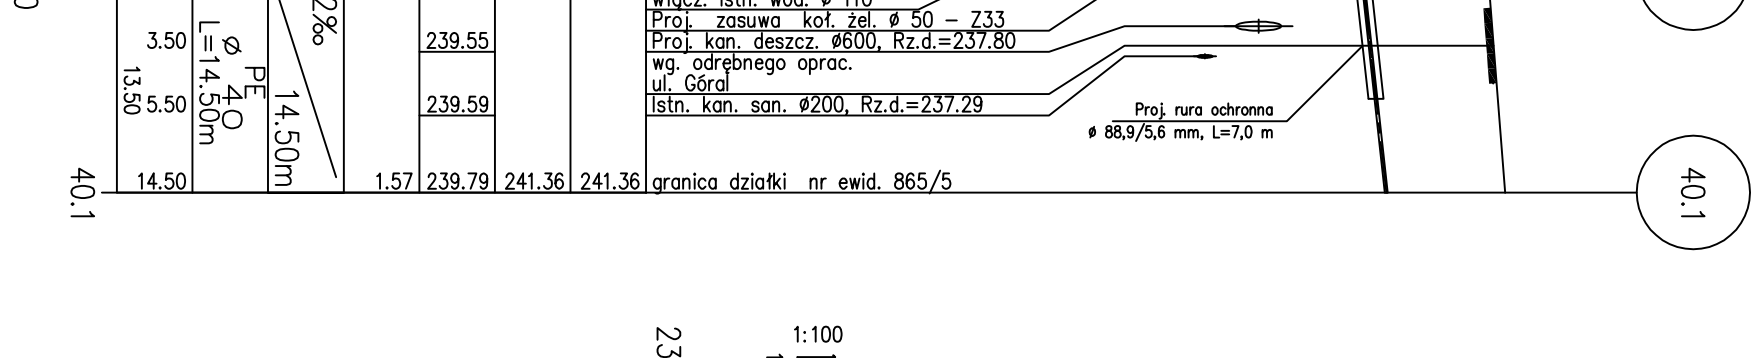 Proj. zasuwa koł. żel. ø 50 – Z33
3.50
239.55
Proj. kan. deszcz. Ø600, Rz.d.=237.80
wg. odrębnego oprac.
ul. Góral
13.50
5.50
239.59
Istn. kan. san. Ø200, Rz.d.=237.29
PE
Ø 40
L=14.50m
14.50m
Proj. rura ochronna
ø 88,9/5,6 mm, L=7,0 m
40.1
14.50
1.57
239.79
241.36
241.36
granica działki nr ewid. 865/5
40.1
1:100